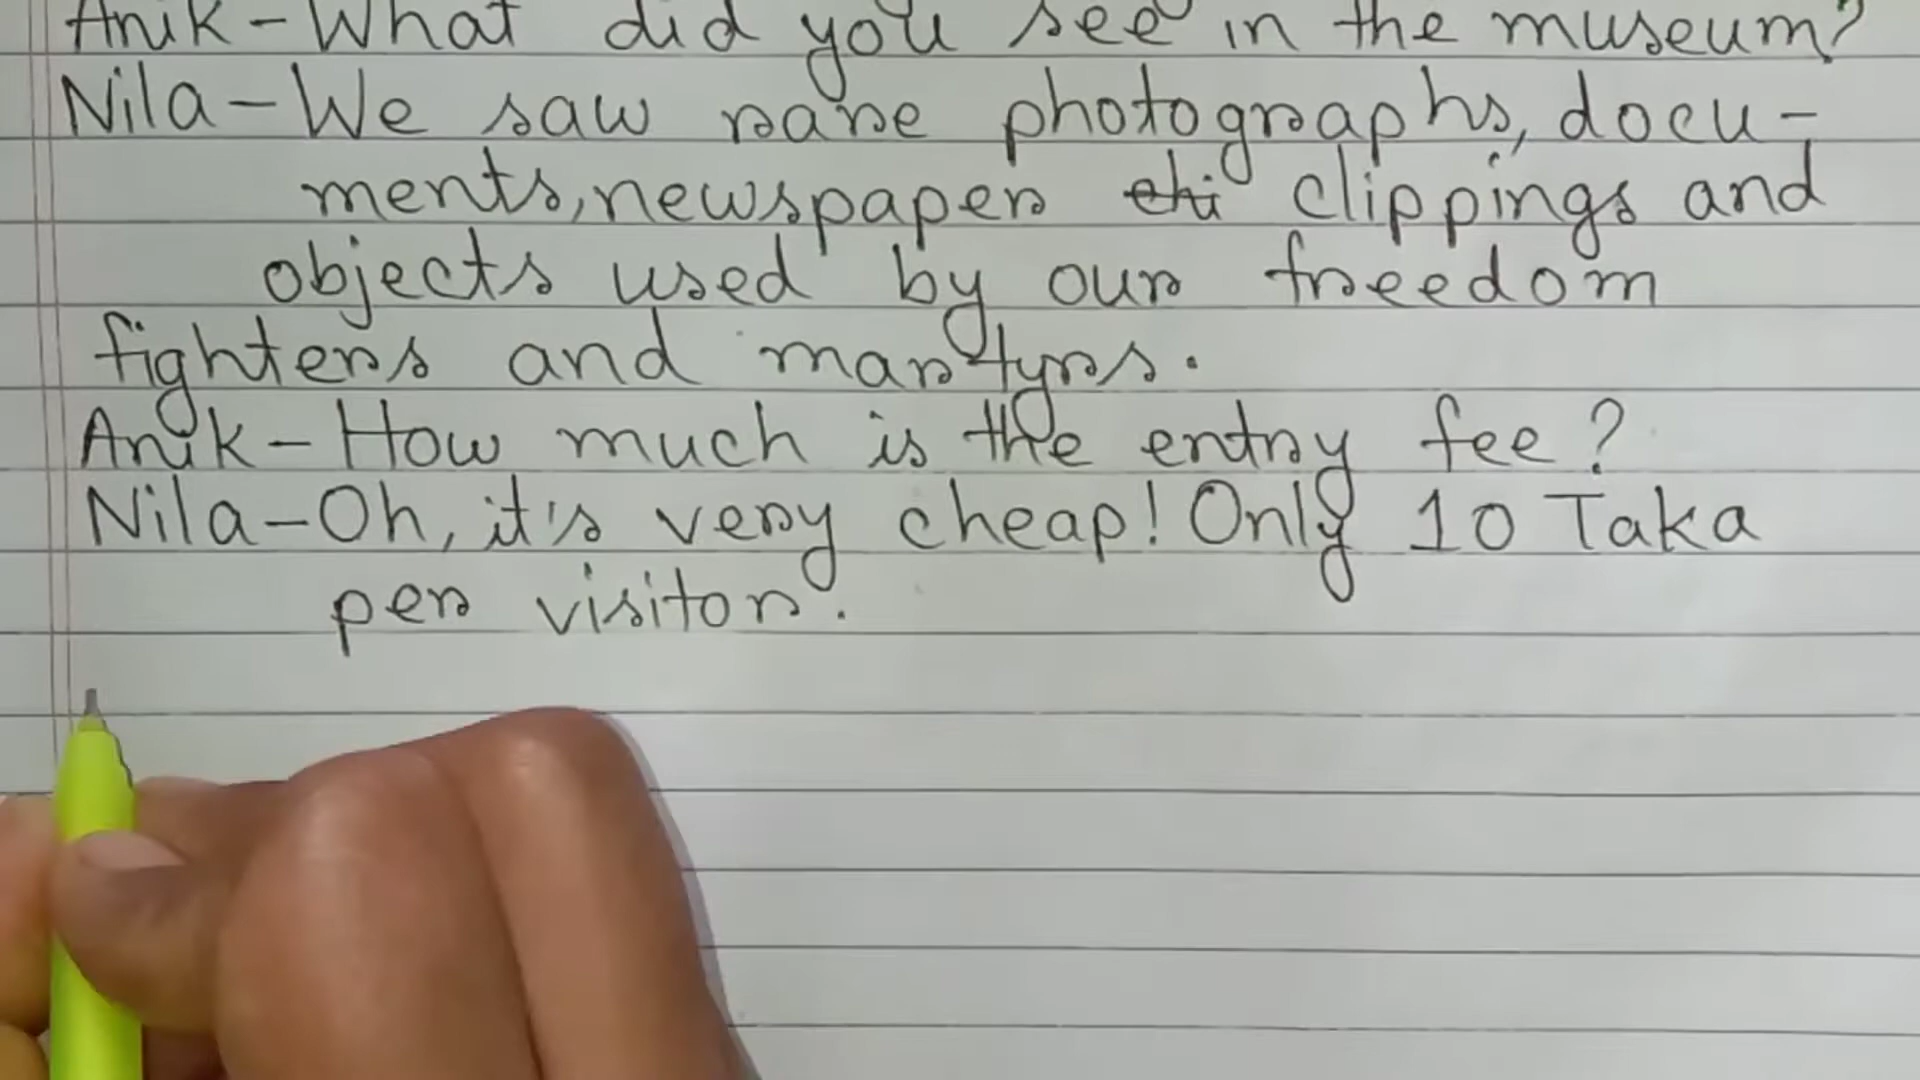 Anik-What did you see in the museum?
Nila-We saw rare photographs, docu-
ments, newspaper clippings and
objects used by our freedom
fighters and martyrs.
Anik-How much is the entry fee?
Nila-Oh, it's very cheap! Only 10 Taka
per visitor.